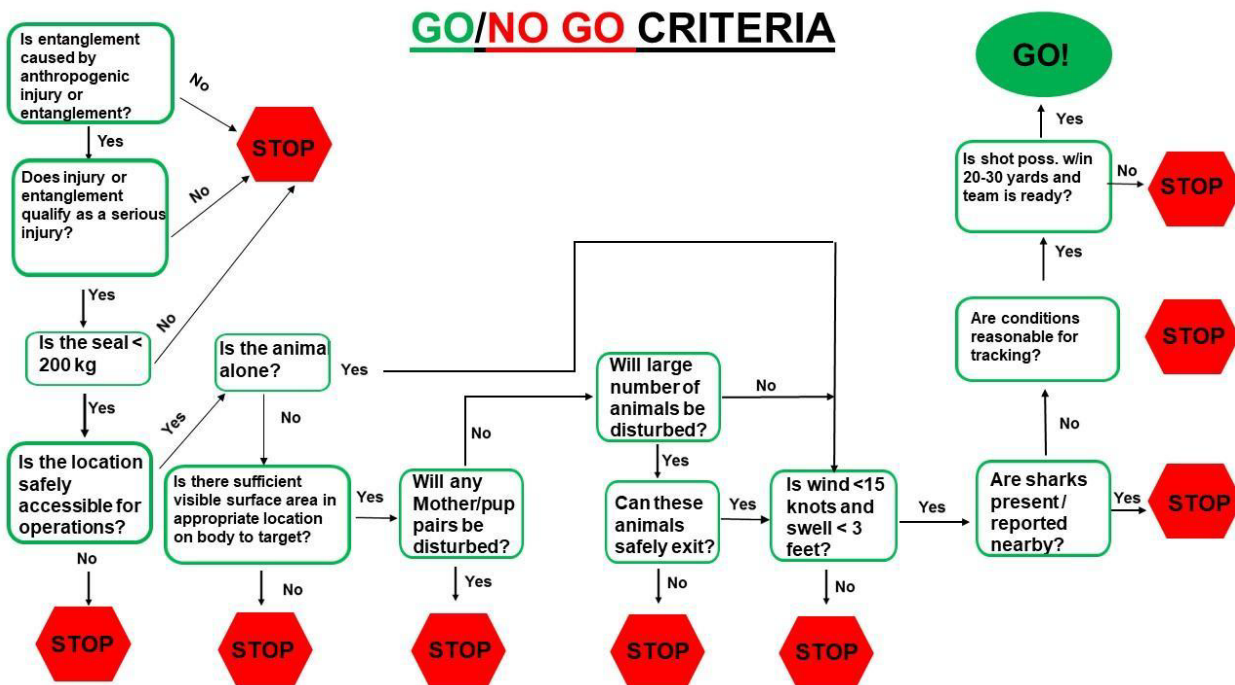 GO/NO GO CRITERIA
Is entanglement
caused by
anthropogenic
injury or
entanglement?
No
Yes
STOP
Does injury or
entanglement
qualify as a serious
injury?
No
Yes
Is the seal <
200 kg
No
Yes
Is the location
safely
accessible for
operations?
Yes
No
STOP
Is the animal
alone?
Yes
No
Is there sufficient
visible surface area in
appropriate location
on body to target?
Yes
No
STOP
Will any
Mother/pup
pairs be
disturbed?
No
Yes
STOP
Will large
number of
animals be
disturbed?
No
Yes
Can these
animals
safely exit?
Yes
No
STOP
Is wind <15
knots and
swell < 3
feet?
Yes
No
STOP
Are sharks
present /
reported
nearby?
Yes
STOP
No
Are conditions
reasonable for
tracking?
STOP
Yes
Is shot poss. w/in
20-30 yards and
team is ready?
No
STOP
Yes
GO!